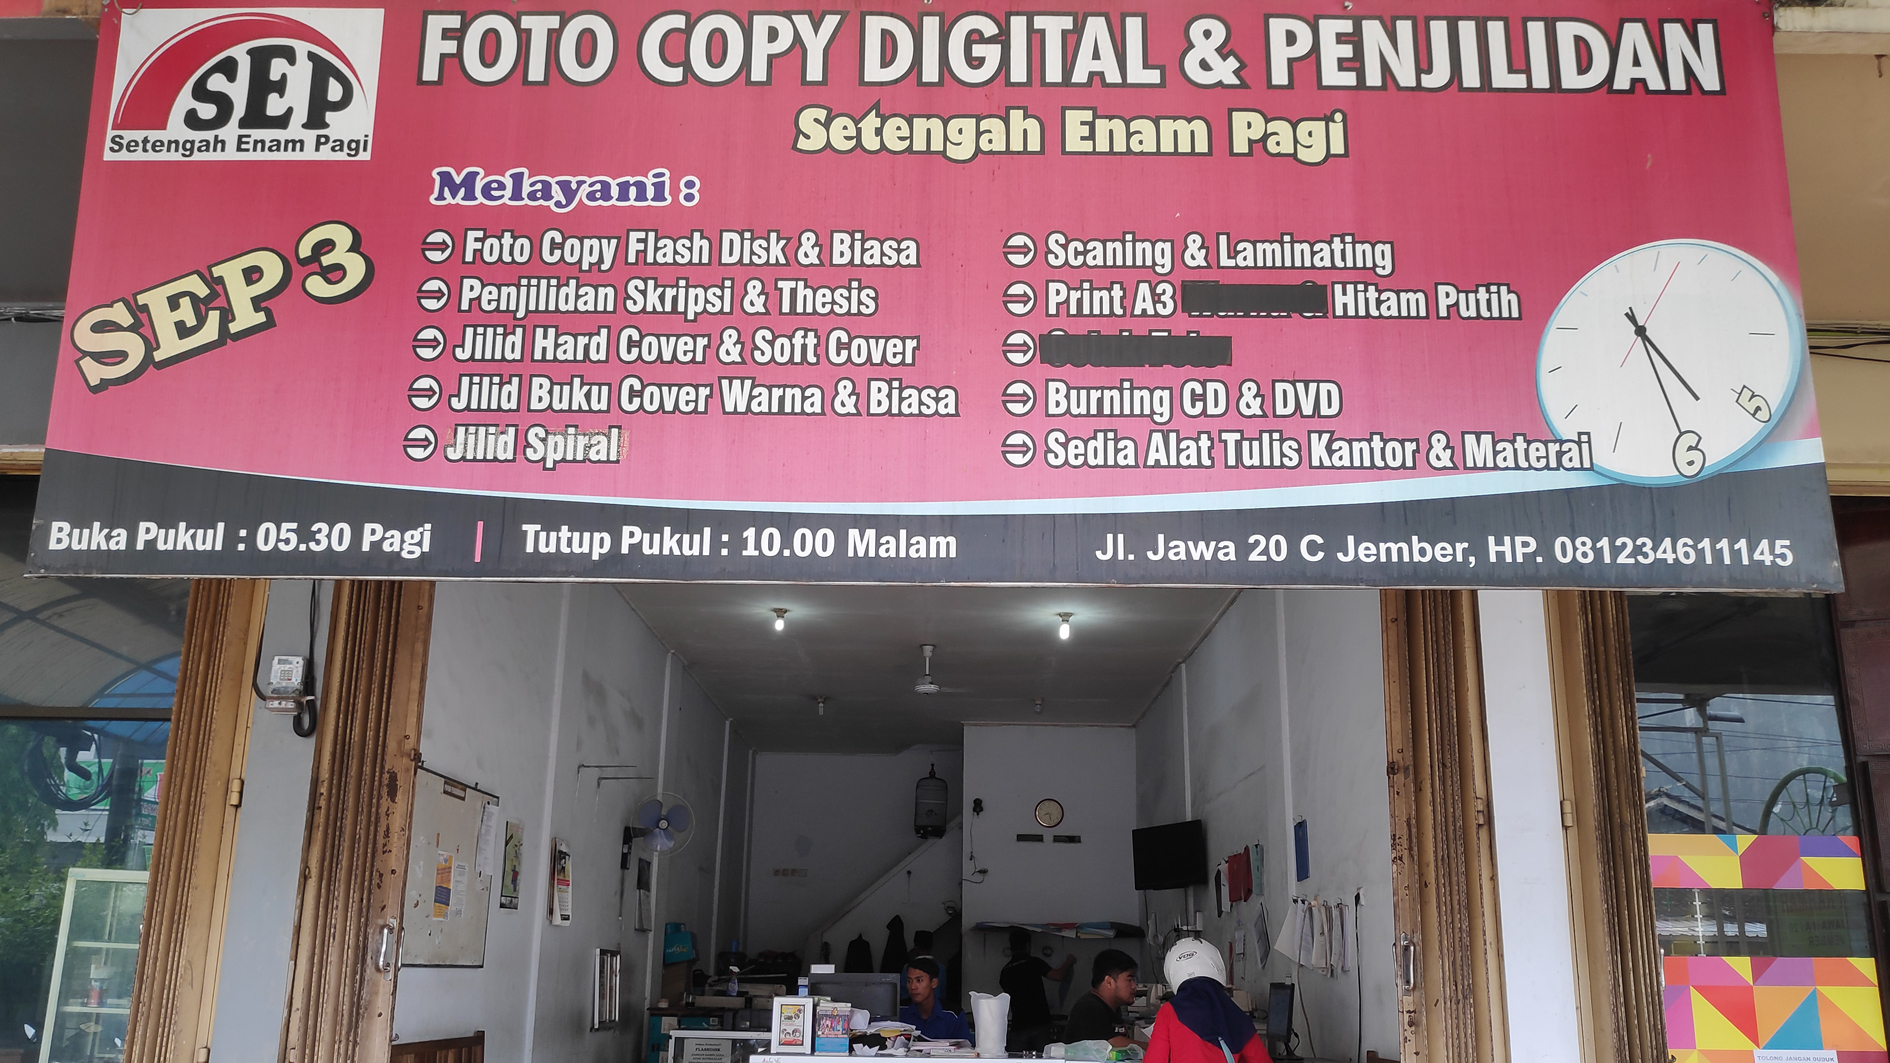 SEP
Setengah Enam Pagi
FOTO COPY DIGITAL & PENJILIDAN
Setengah Enam Pagi
Melayani :
SEP 3
Foto Copy Flash Disk & Biasa
Penjilidan Skripsi & Thesis
Jilid Hard Cover & Soft Cover
Jilid Buku Cover Warna & Biasa
Jilid Spiral
Scaning & Laminating
Print A3 Hitam Putih
Burning CD & DVD
Sedia Alat Tulis Kantor & Materai
5
6
Buka Pukul : 05.30 Pagi | Tutup Pukul : 10.00 Malam
Jl. Jawa 20 C Jember, HP. 081234611145
TOLONG JANGAN DUDUK